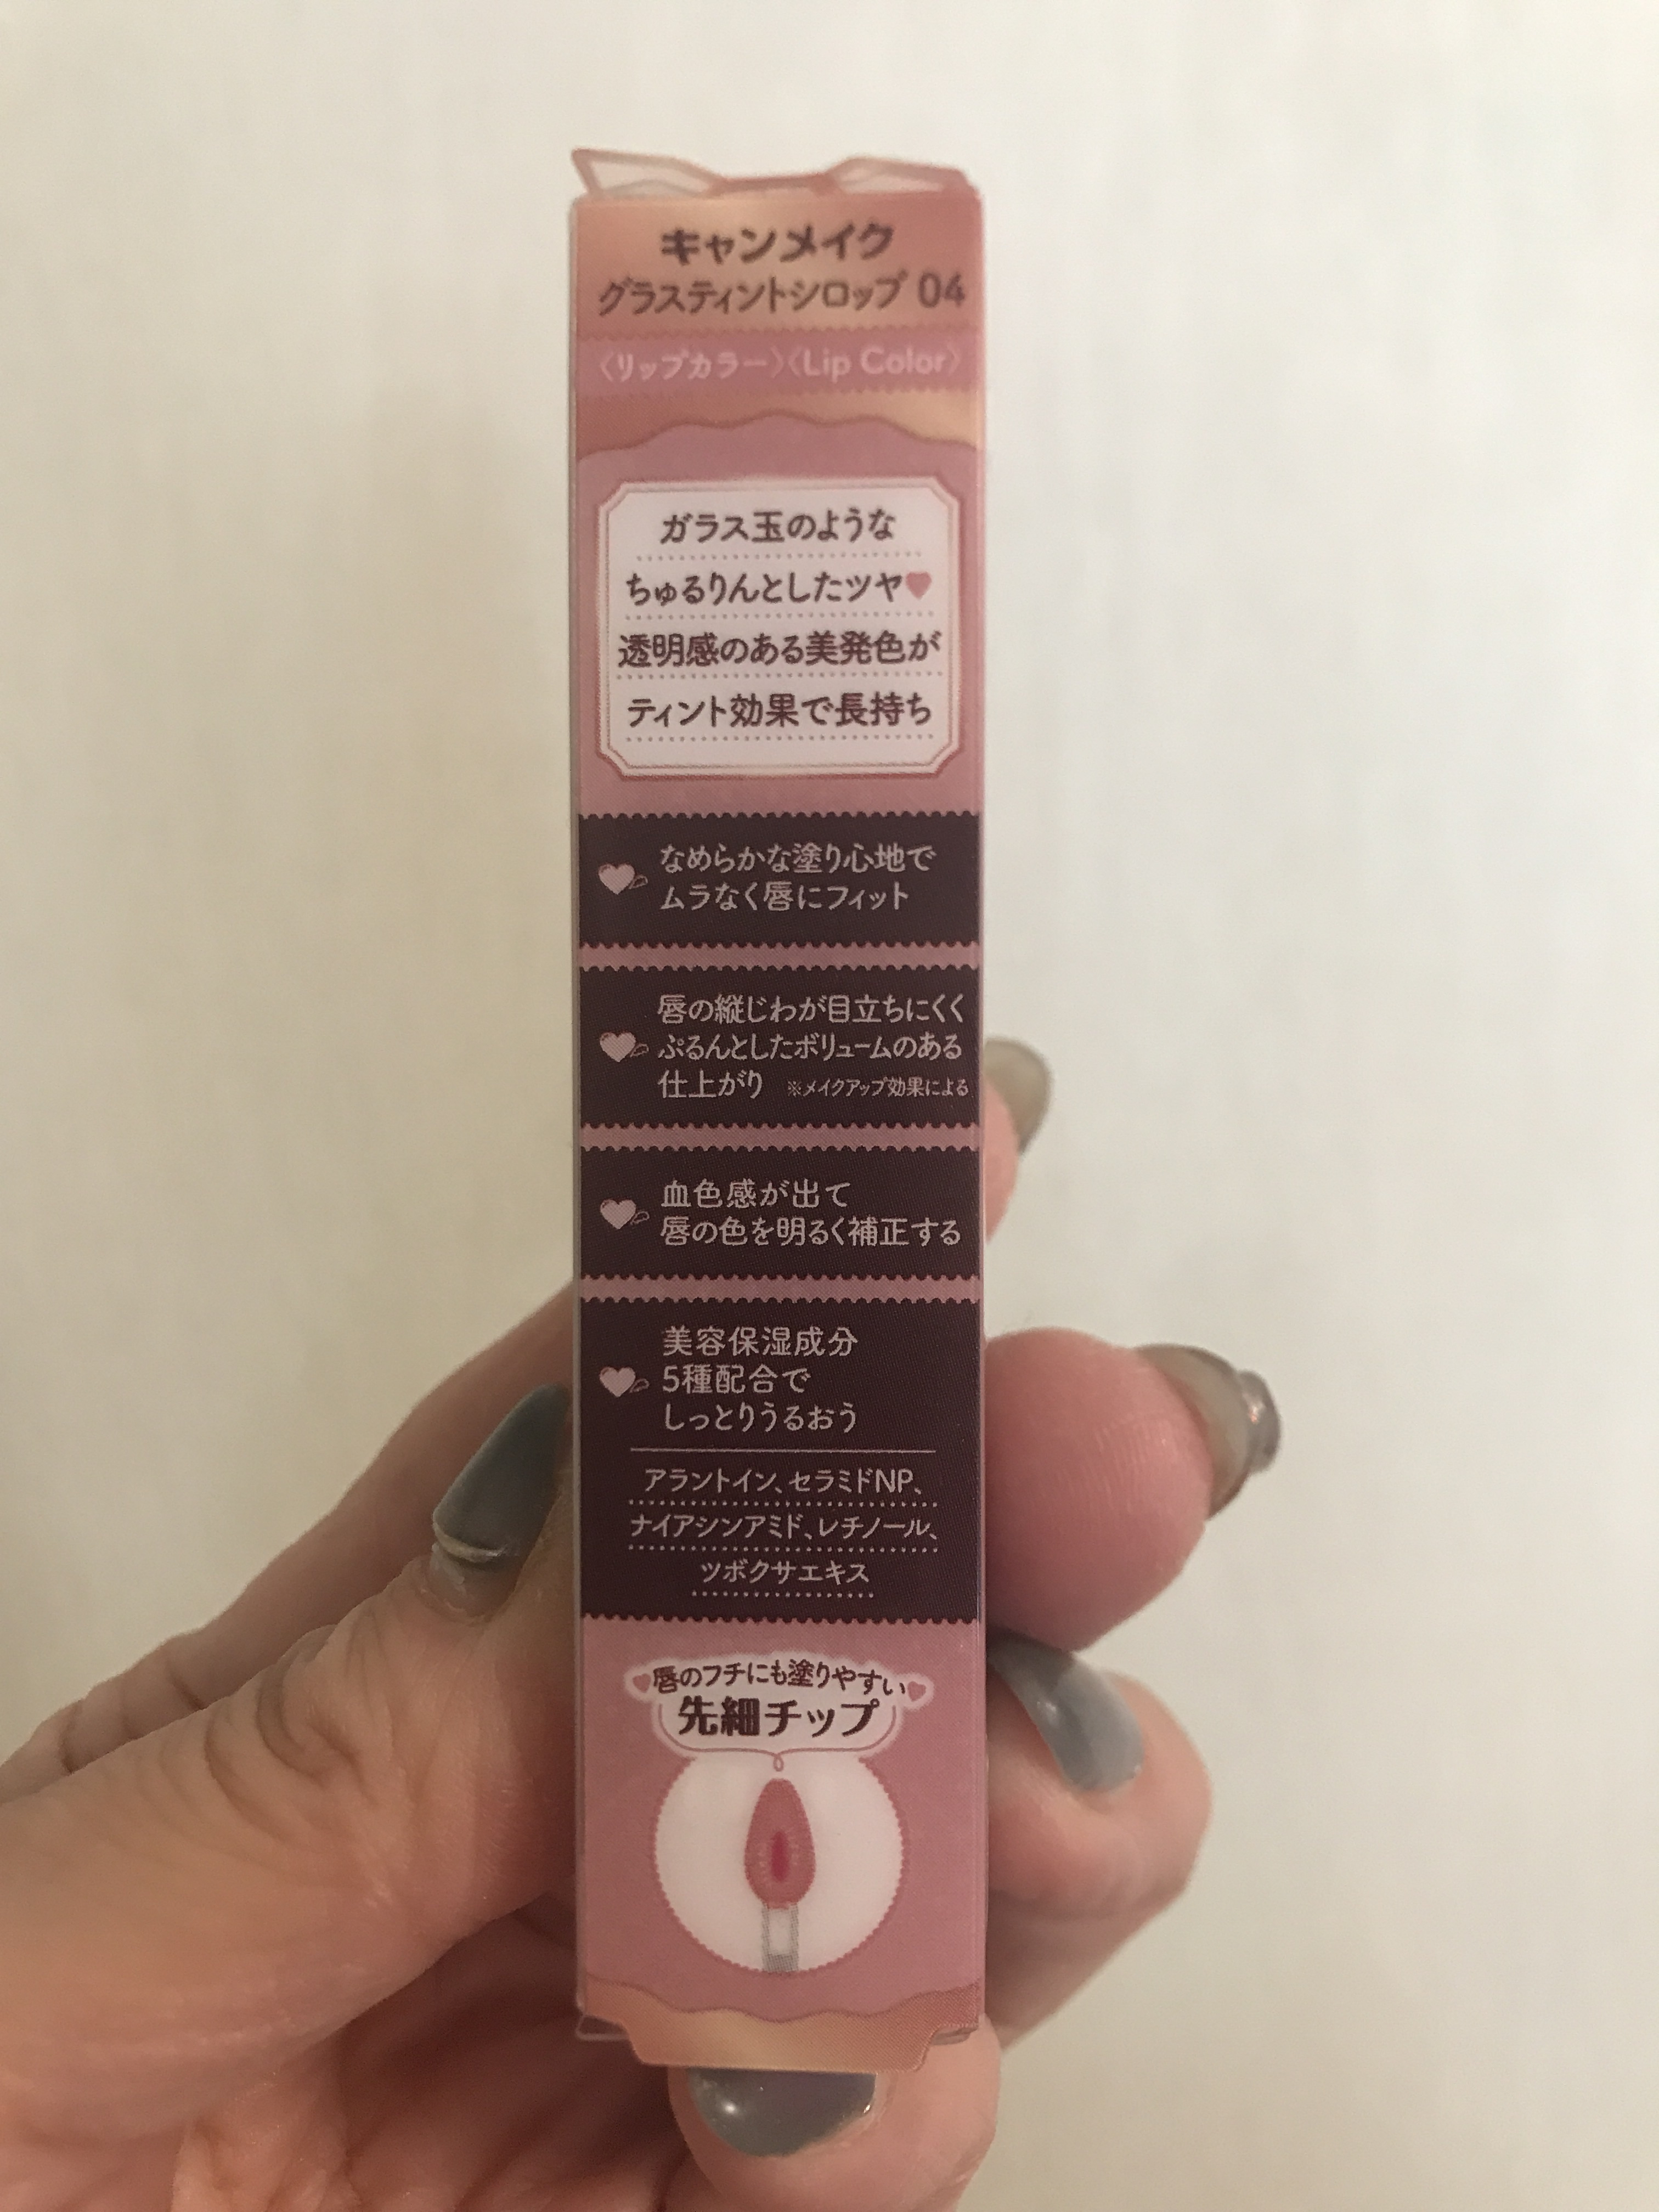 キャンメイク
グラスティントシロップ 04
〈リップカラー〉〈Lip Color〉
ガラス玉のような
ちゅるりんとしたツヤ♥
透明感のある美発色が
ティント効果で長持ち
なめらかな塗り心地で
ムラなく唇にフィット
唇の縦じわが目立ちにくく
ぷるんとしたボリュームのある
仕上がり ※メイクアップ効果による
血色感が出て
唇の色を明るく補正する
美容保湿成分
5種配合で
しっとりうるおう
アラントイン、セラミドNP、
ナイアシンアミド、レチノール、
ツボクサエキス
唇のフチにも塗りやすい
先細チップ